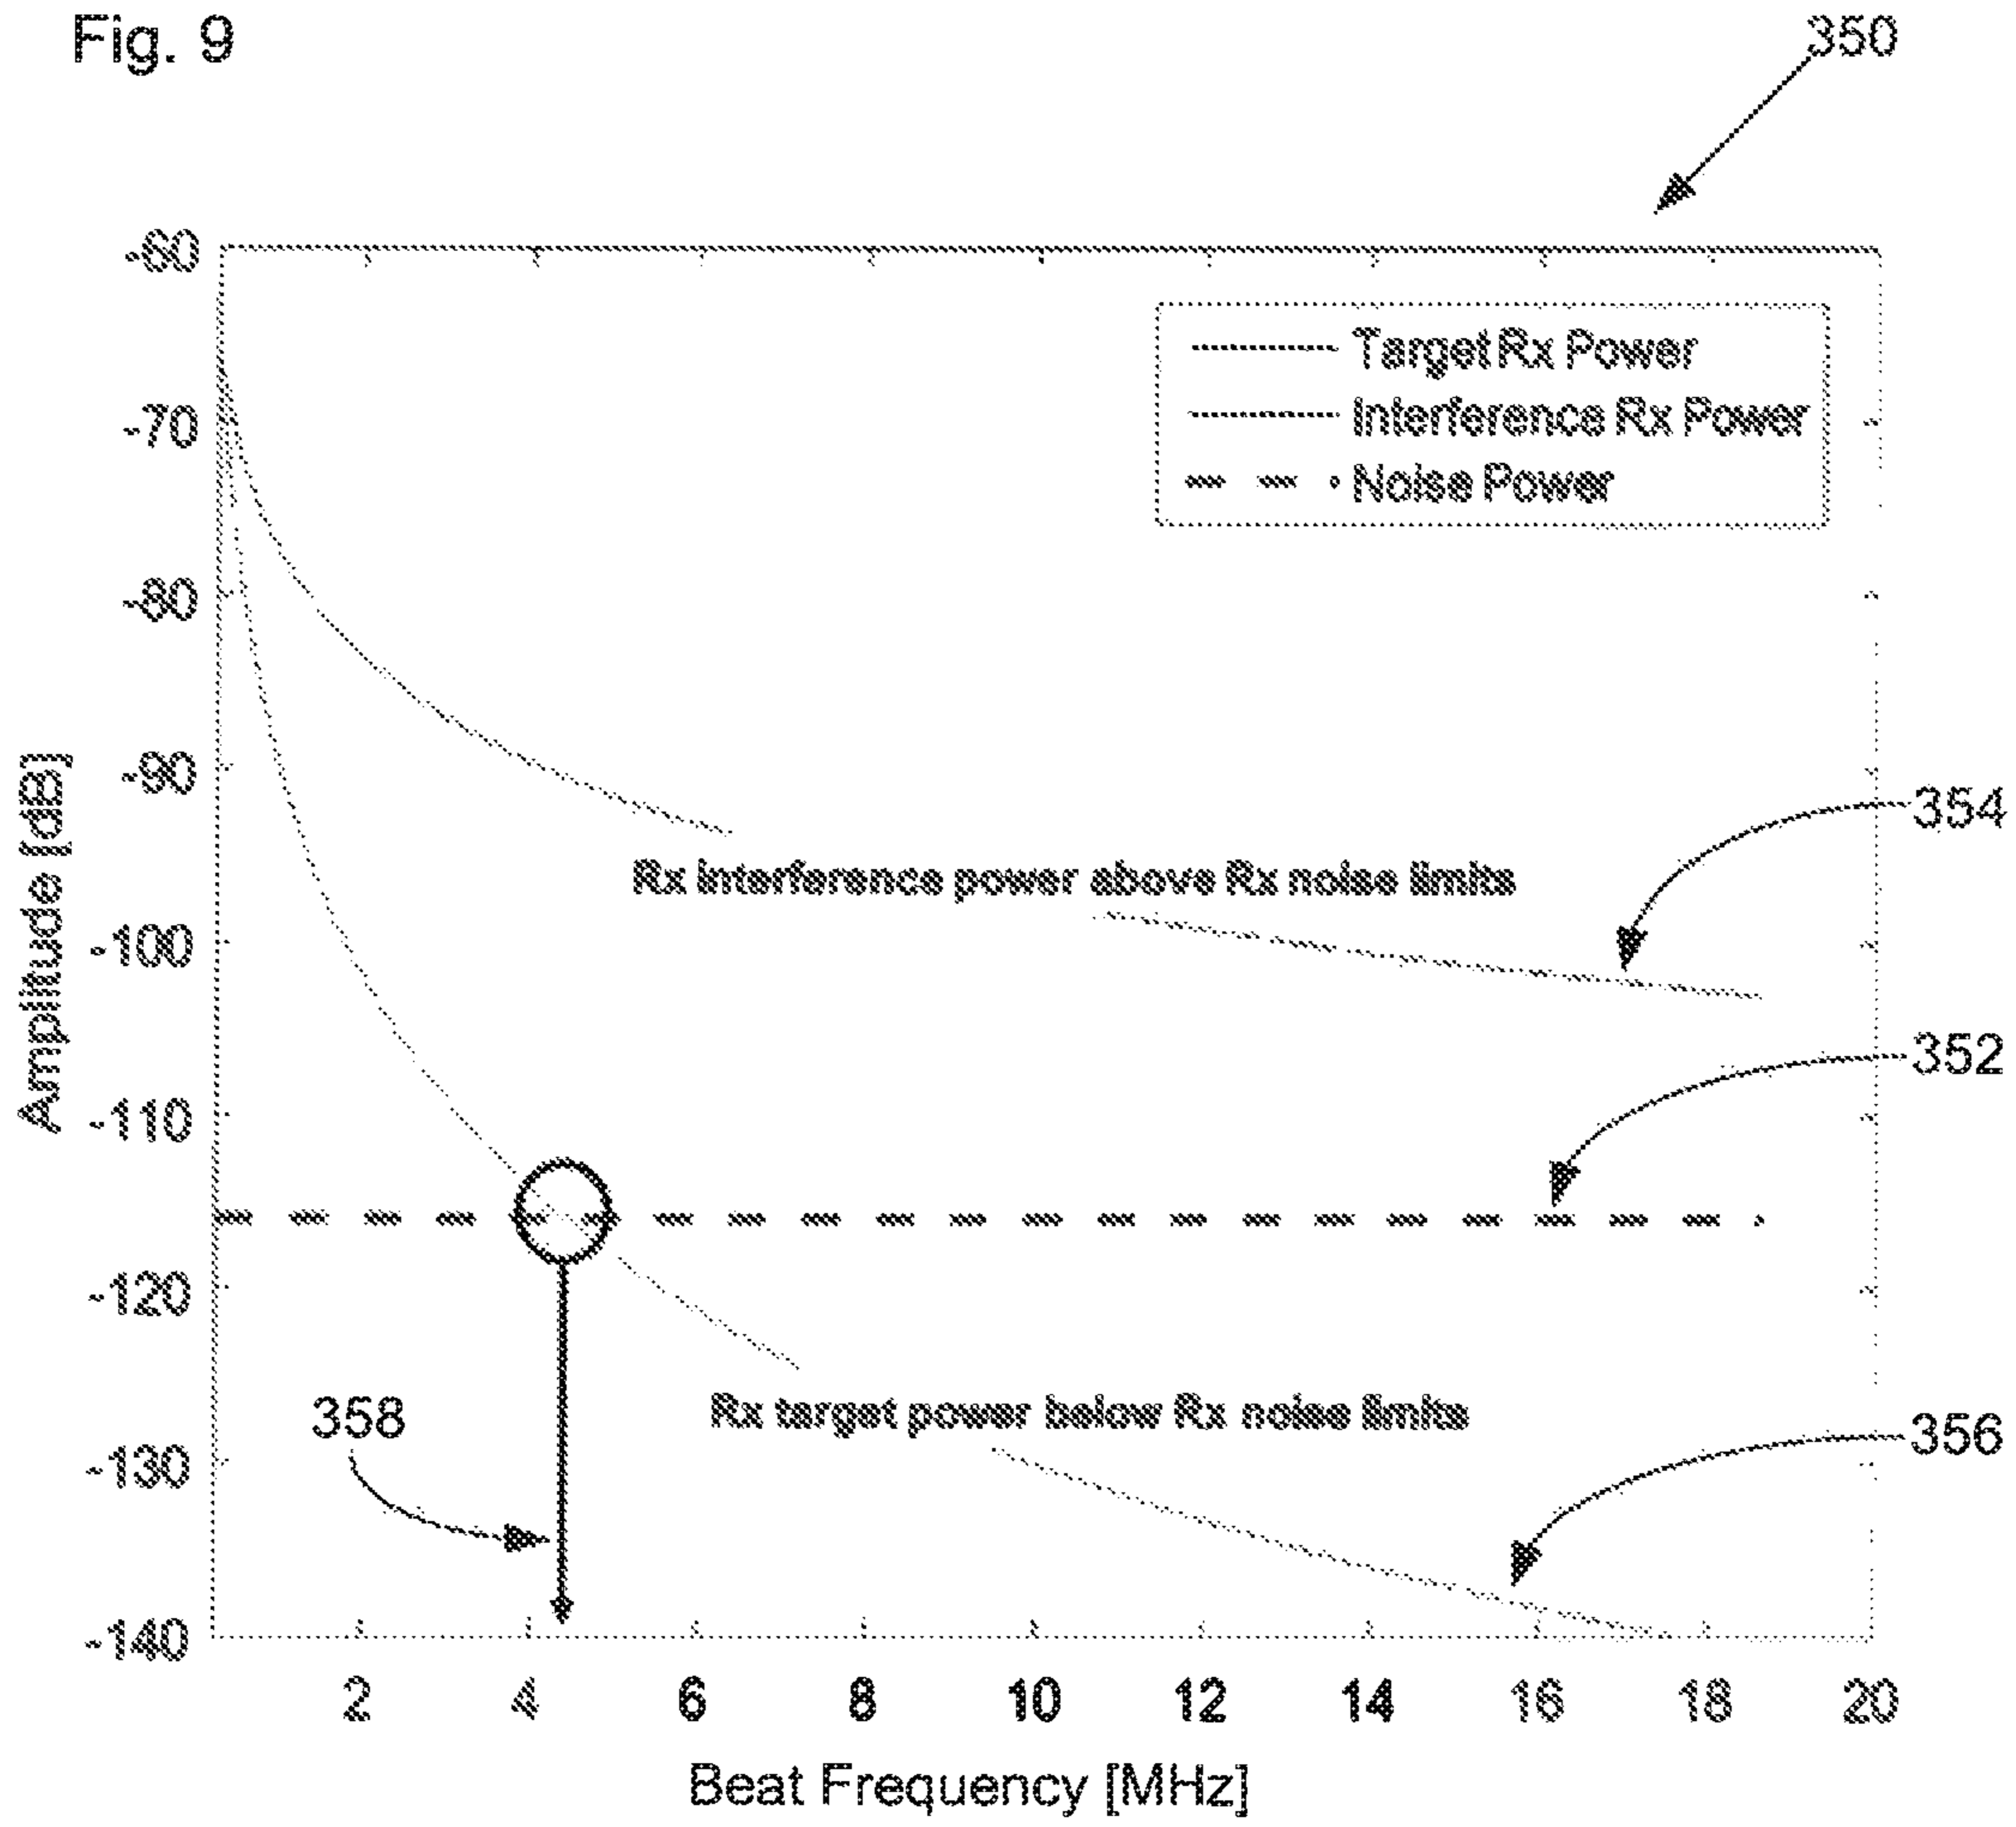 Fig. 9
350
-60
-70
-80
-90
-100
-110
-120
-130
-140
Amplitude [dB]
Target Rx Power
Interference Rx Power
Noise Power
354
Rx interference power above Rx noise limits
352
358
Rx target power below Rx noise limits
356
2 4 6 8 10 12 14 16 18 20
Beat Frequency [MHz]